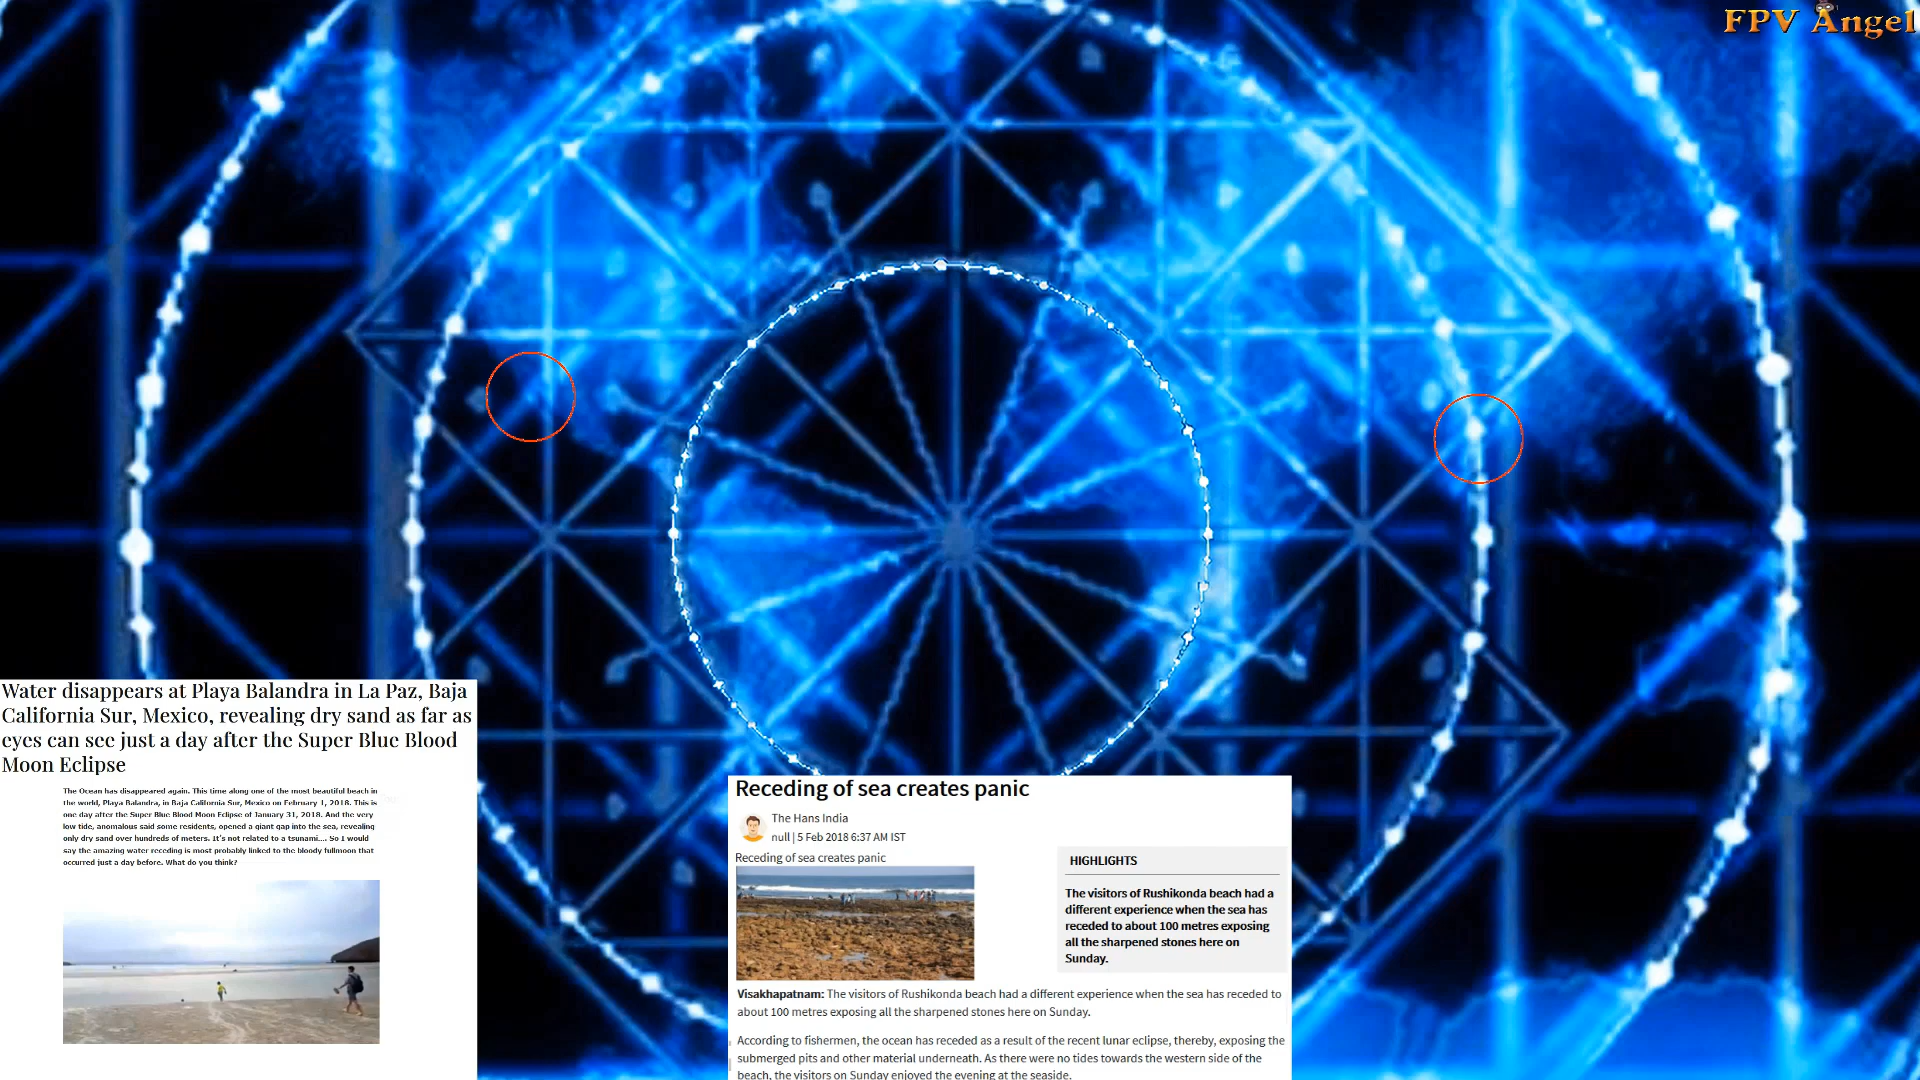 FPV Angel
Water disappears at Playa Balandra in La Paz, Baja
California Sur, Mexico, revealing dry sand as far as
eyes can see just a day after the Super Blue Blood
Moon Eclipse
The Ocean has disappeared again. This time along one of the most beautiful beach in
the world, Playa Balandra, in Baja California Sur, Mexico on February 1, 2018. This is
one day after the Super Blue Blood Moon Eclipse of January 31, 2018. And the very
low tide, anomalous said some residents, opened a giant gap into the sea, revealing
only dry sand over hundreds of meters. It's not related to a tsunami... So I would
say the amazing water receding is most probably linked to the bloody fullmoon that
occurred just a day before. What do you think?
Receding of sea creates panic
The Hans India
null | 5 Feb 2018 6:37 AM IST
Receding of sea creates panic
HIGHLIGHTS
The visitors of Rushikonda beach had a
different experience when the sea has
receded to about 100 metres exposing
all the sharpened stones here on
Sunday.
Visakhapatnam: The visitors of Rushikonda beach had a different experience when the sea has receded to
about 100 metres exposing all the sharpened stones here on Sunday.
According to fishermen, the ocean has receded as a result of the recent lunar eclipse, thereby, exposing the
submerged pits and other material underneath. As there were no tides towards the western side of the
beach, the visitors on Sunday enjoyed the evening at the seaside.